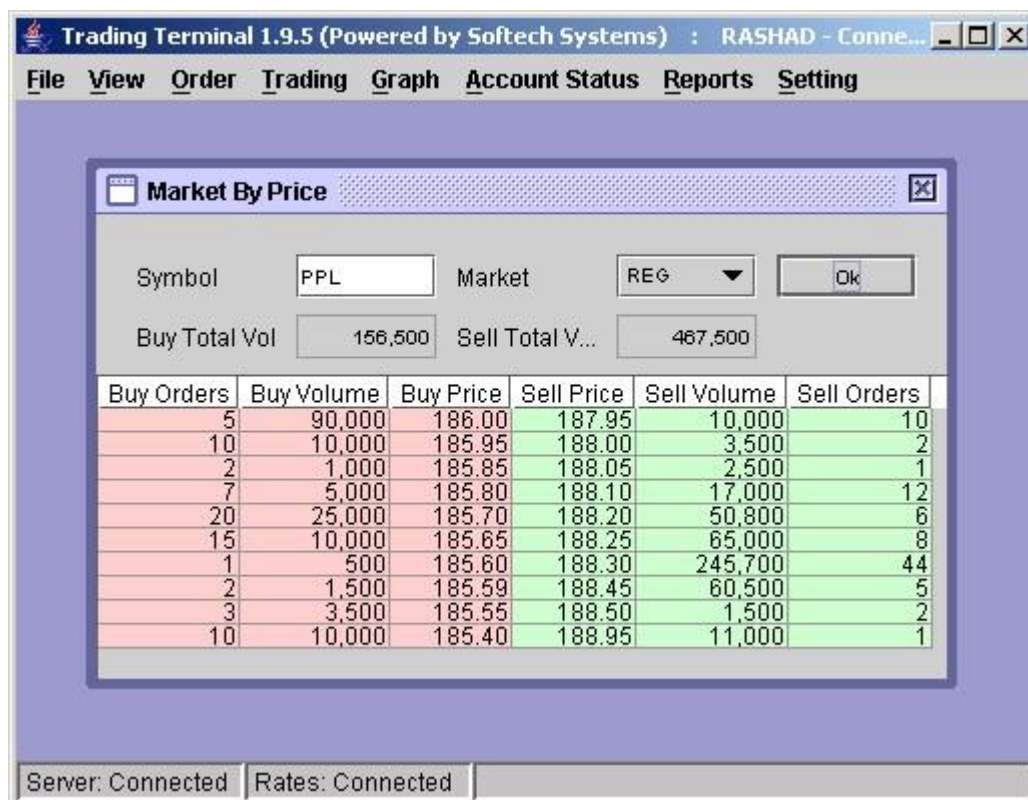 Trading Terminal 1.9.5 (Powered by Softech Systems) : RASHAD - Conne...
File View Order Trading Graph Account Status Reports Setting
Market By Price
Symbol PPL Market REG Ok
Buy Total Vol 156,500 Sell Total V... 467,500
Buy Orders Buy Volume Buy Price Sell Price Sell Volume Sell Orders
5 90,000 186.00 187.95 10,000 10
10 10,000 185.95 188.00 3,500 2
2 1,000 185.85 188.05 2,500 1
7 5,000 185.80 188.10 17,000 12
20 25,000 185.70 188.20 50,800 6
15 10,000 185.65 188.25 65,000 8
1 500 185.60 188.30 245,700 44
2 1,500 185.59 188.45 60,500 5
3 3,500 185.55 188.50 1,500 2
10 10,000 185.40 188.95 11,000 1
Server: Connected Rates: Connected